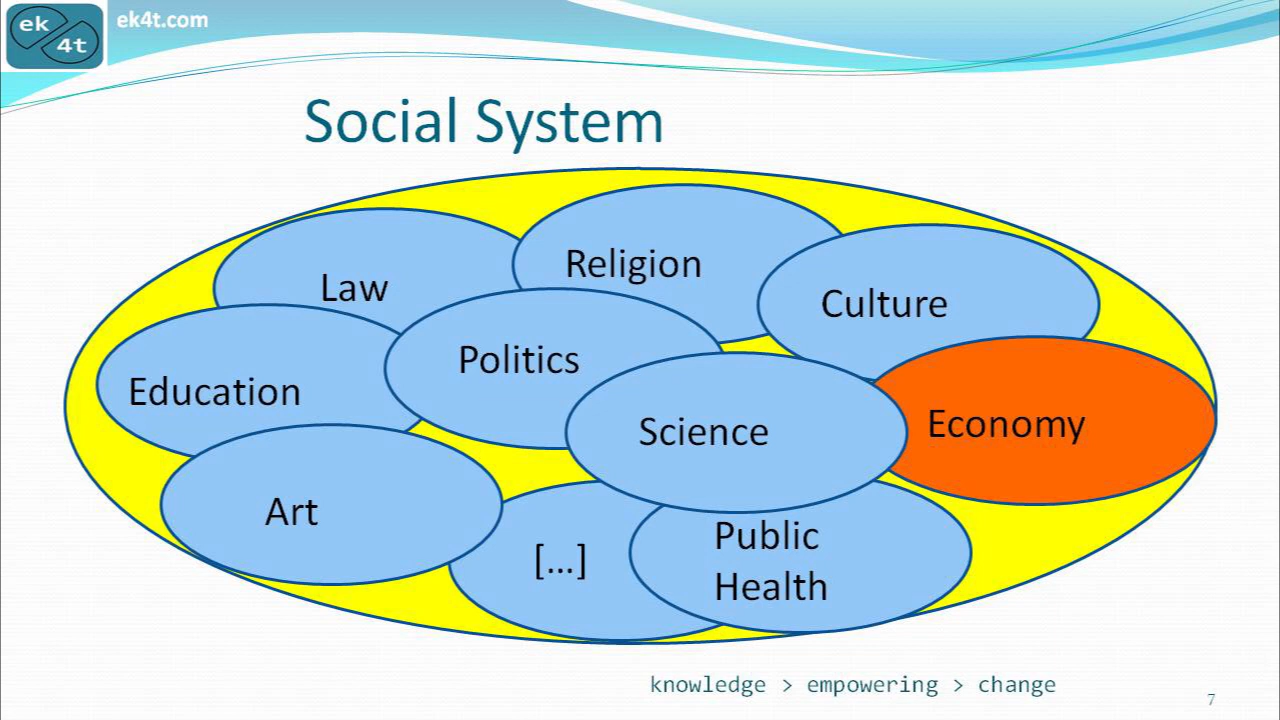 ek
4t
ek4t.com
Social System
Law
Religion
Culture
Education
Politics
Science
Economy
Art
[...]
Public
Health
knowledge > empowering > change
7